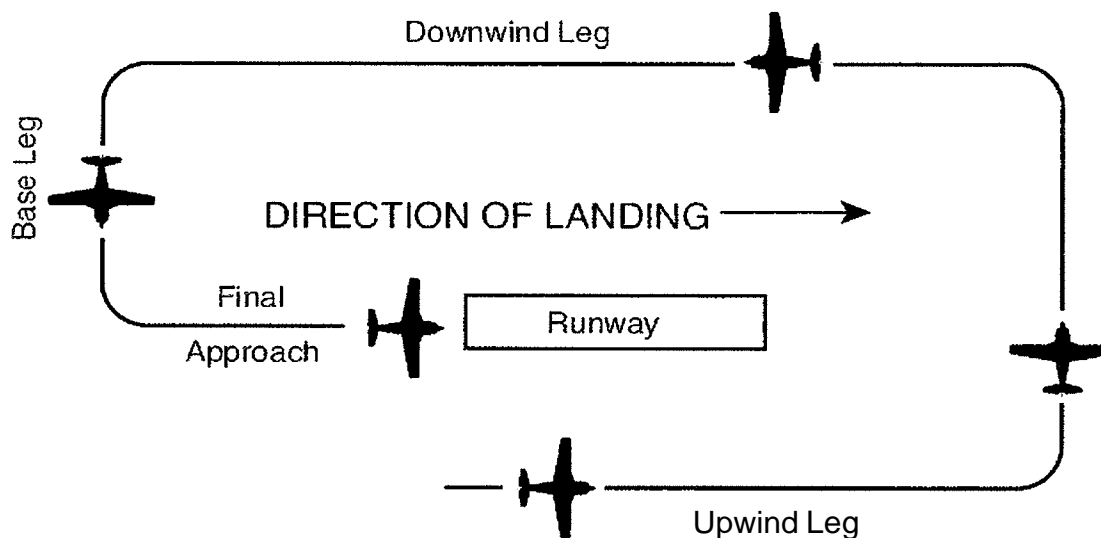 Downwind Leg
Base Leg
DIRECTION OF LANDING
Final
Approach
Runway
Upwind Leg